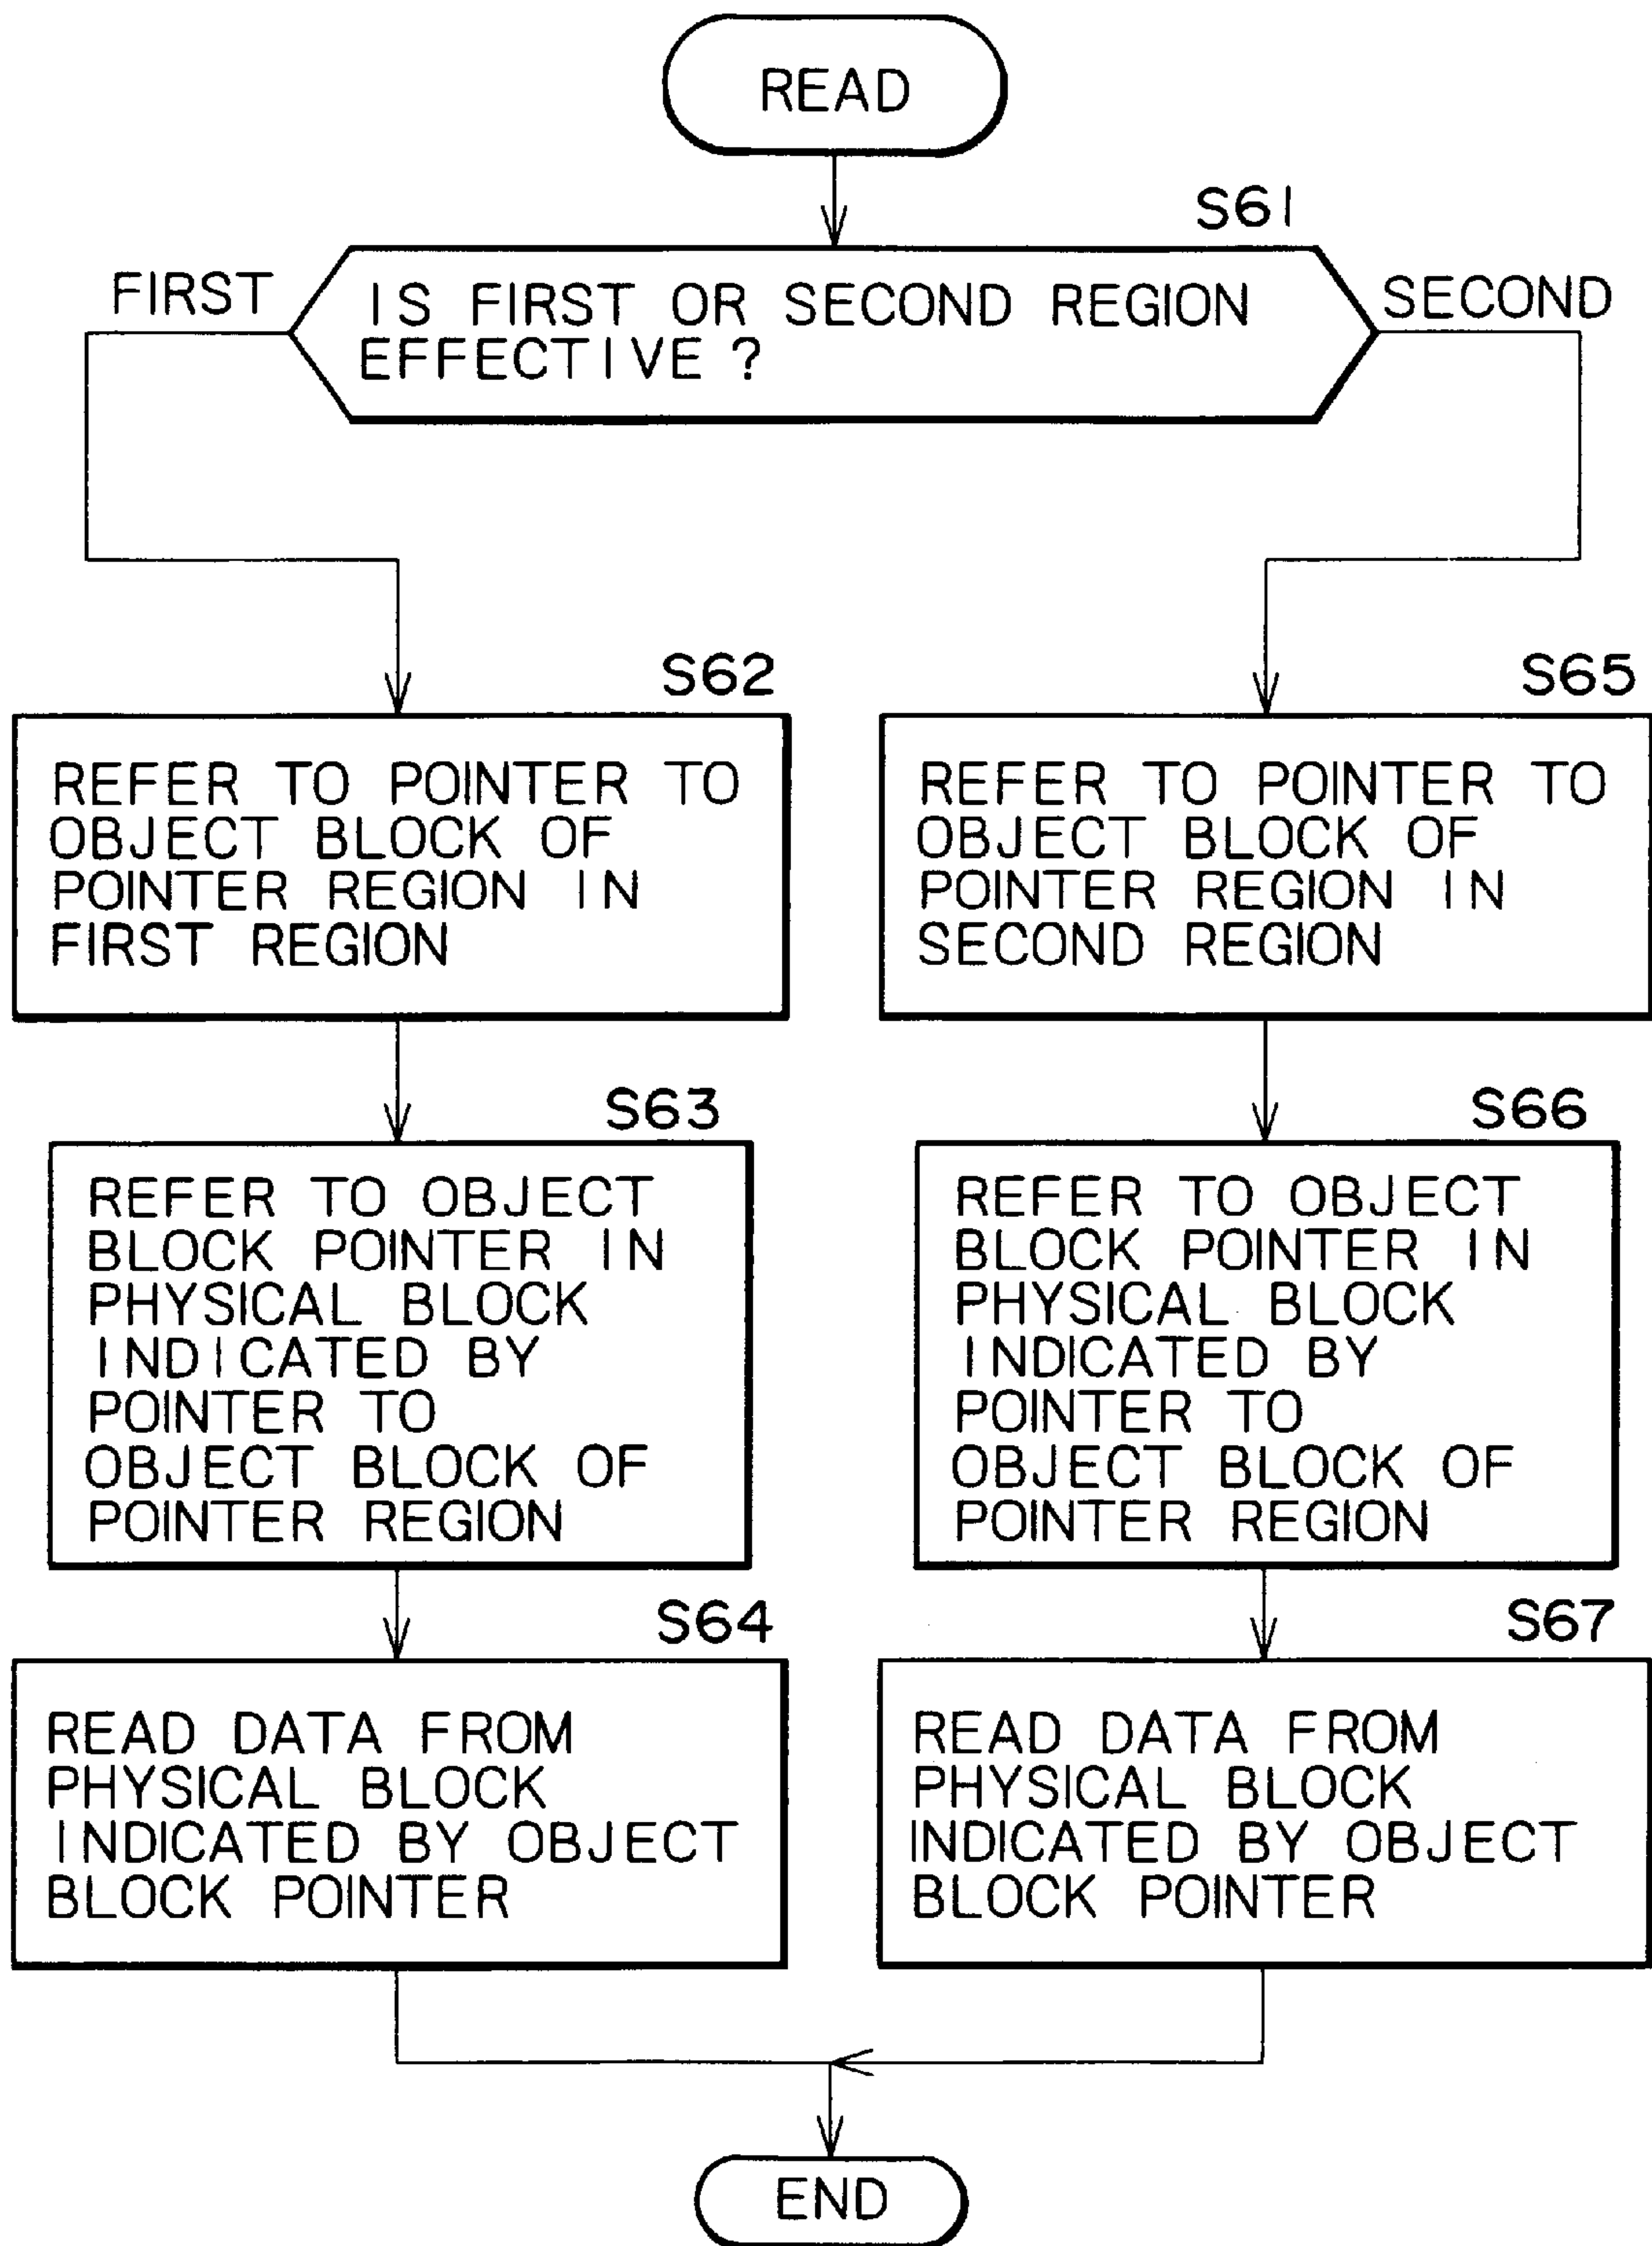 READ
S61
FIRST
IS FIRST OR SECOND REGION
EFFECTIVE ?
SECOND
S62
REFER TO POINTER TO
OBJECT BLOCK OF
POINTER REGION IN
FIRST REGION
S63
REFER TO OBJECT
BLOCK POINTER IN
PHYSICAL BLOCK
INDICATED BY
POINTER TO
OBJECT BLOCK OF
POINTER REGION
S64
READ DATA FROM
PHYSICAL BLOCK
INDICATED BY OBJECT
BLOCK POINTER
S65
REFER TO POINTER TO
OBJECT BLOCK OF
POINTER REGION IN
SECOND REGION
S66
REFER TO OBJECT
BLOCK POINTER IN
PHYSICAL BLOCK
INDICATED BY
POINTER TO
OBJECT BLOCK OF
POINTER REGION
S67
READ DATA FROM
PHYSICAL BLOCK
INDICATED BY OBJECT
BLOCK POINTER
END